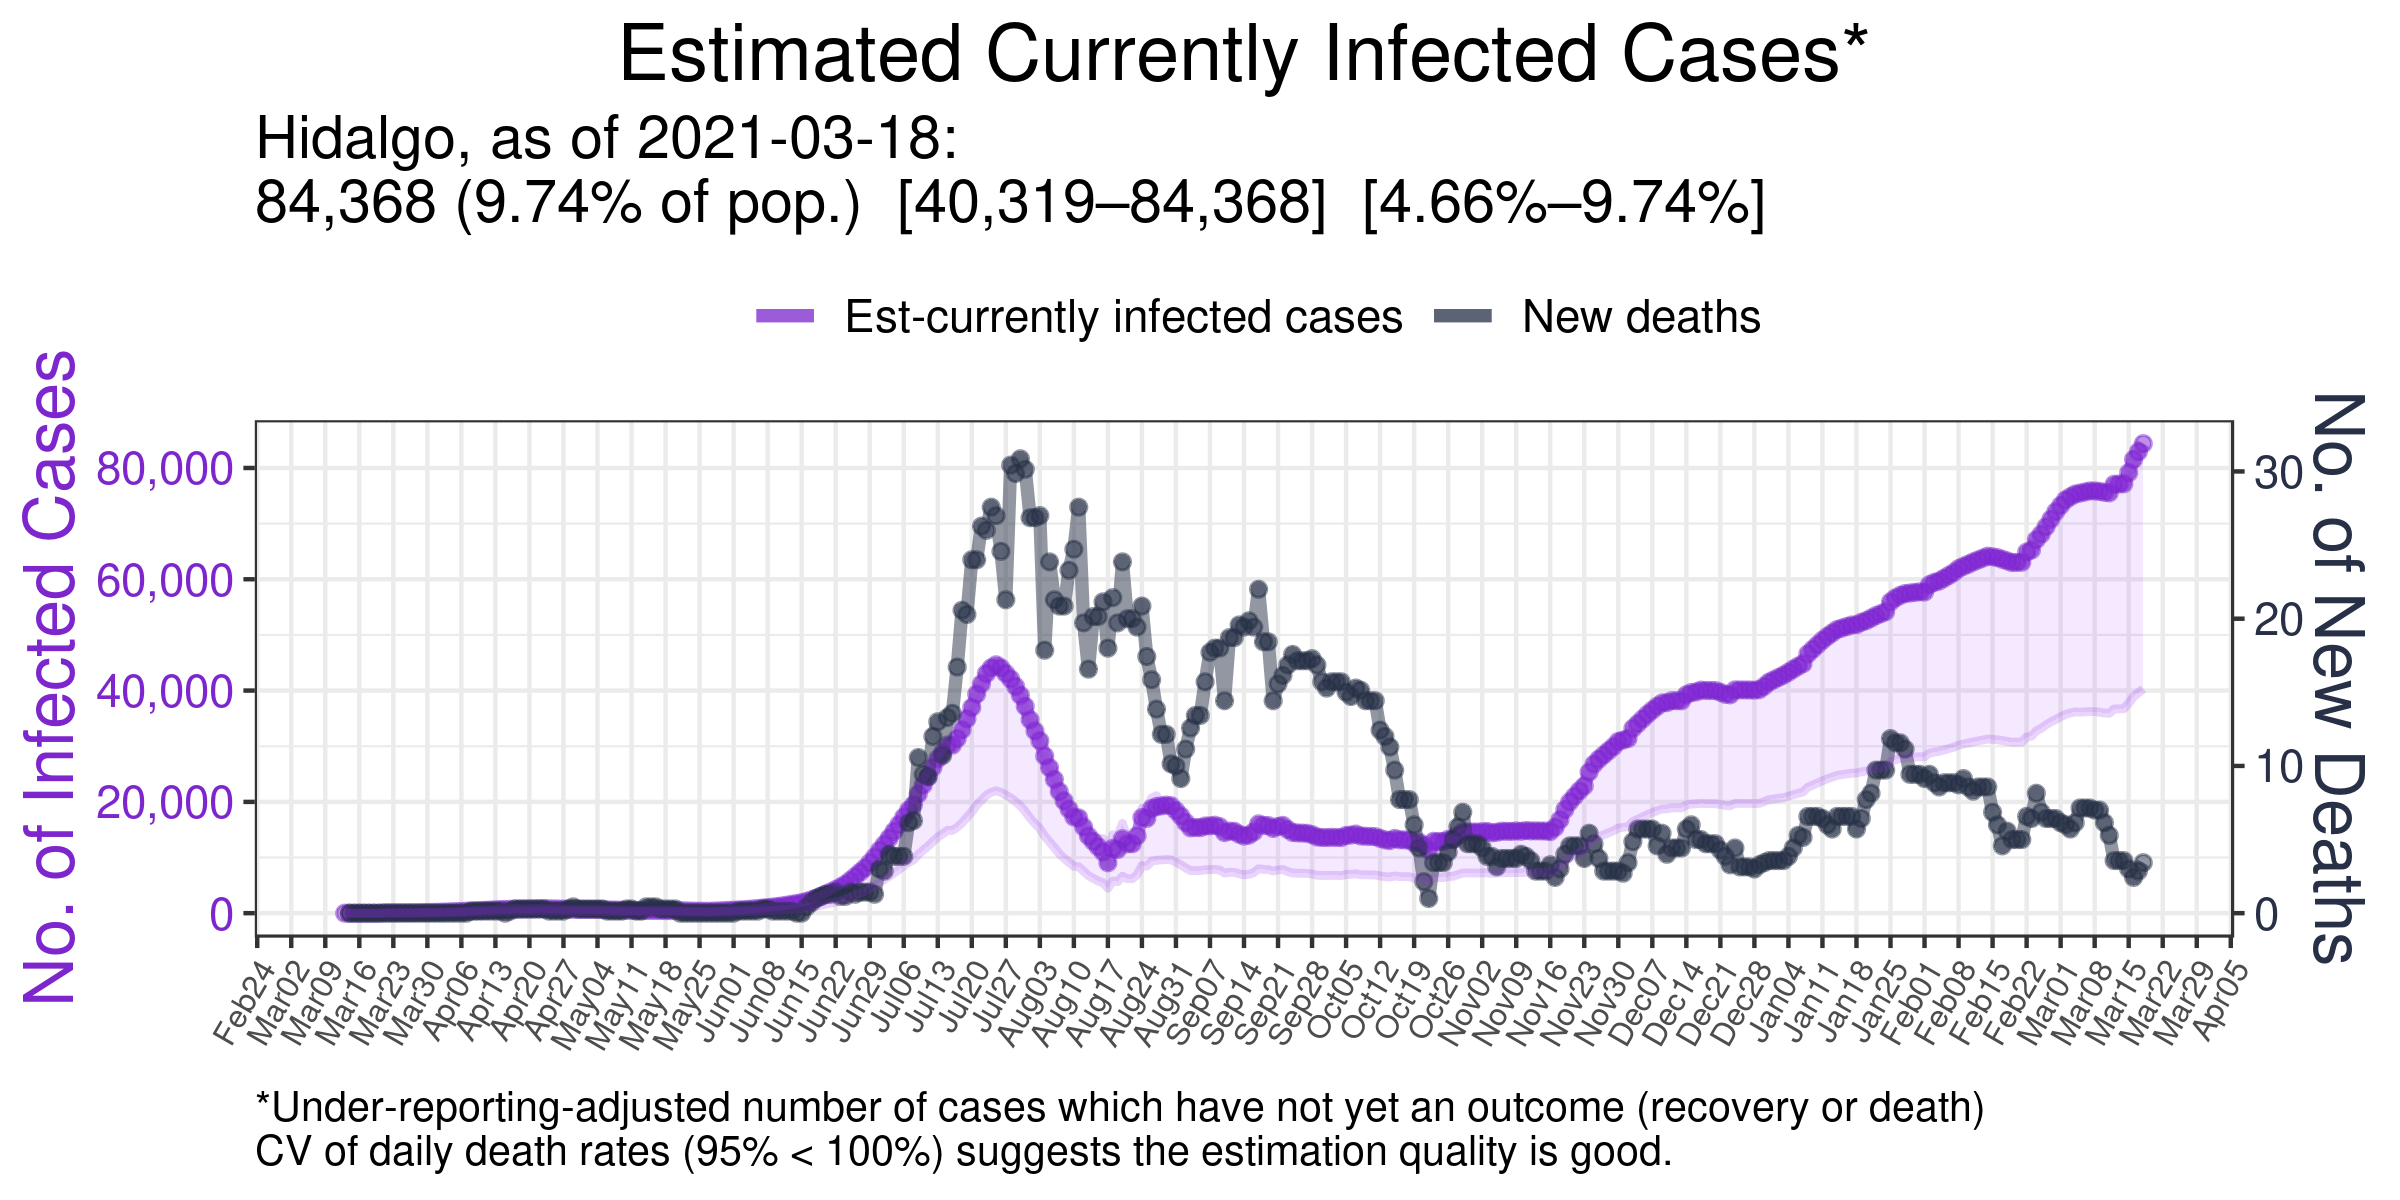 Estimated Currently Infected Cases*
Hidalgo, as of 2021-03-18:
84,368 (9.74% of pop.)  [40,319–84,368]  [4.66%–9.74%]
Est-currently infected cases
New deaths
No. of Infected Cases
80,000
60,000
40,000
20,000
0
30
20
10
0
No. of New Deaths
Feb24
Mar02
Mar09
Mar16
Mar23
Mar30
Apr06
Apr13
Apr20
Apr27
May04
May11
May18
May25
Jun01
Jun08
Jun15
Jun22
Jun29
Jul06
Jul13
Jul20
Jul27
Aug03
Aug10
Aug17
Aug24
Aug31
Sep07
Sep14
Sep21
Sep28
Oct05
Oct12
Oct19
Oct26
Nov02
Nov09
Nov16
Nov23
Nov30
Dec07
Dec14
Dec21
Dec28
Jan04
Jan11
Jan18
Jan25
Feb01
Feb08
Feb15
Feb22
Mar01
Mar08
Mar15
Mar22
Mar29
Apr05
*Under-reporting-adjusted number of cases which have not yet an outcome (recovery or death)
CV of daily death rates (95% < 100%) suggests the estimation quality is good.